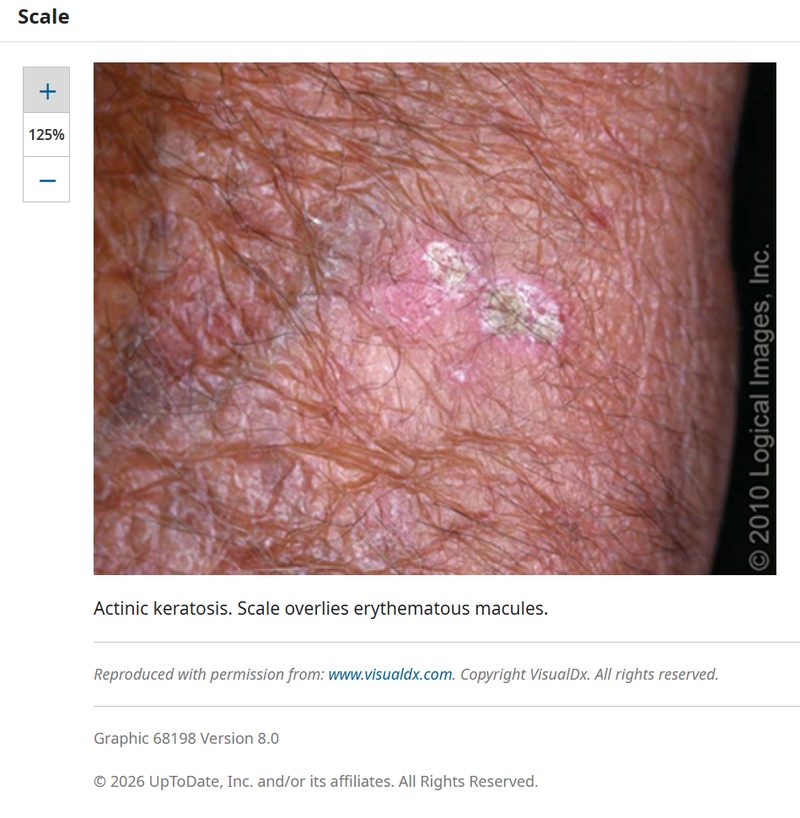 Scale
+
125%
−
© 2010 Logical Images, Inc.
Actinic keratosis. Scale overlies erythematous macules.
Reproduced with permission from: www.visualdx.com. Copyright VisualDx. All rights reserved.
Graphic 68198 Version 8.0
© 2026 UpToDate, Inc. and/or its affiliates. All Rights Reserved.